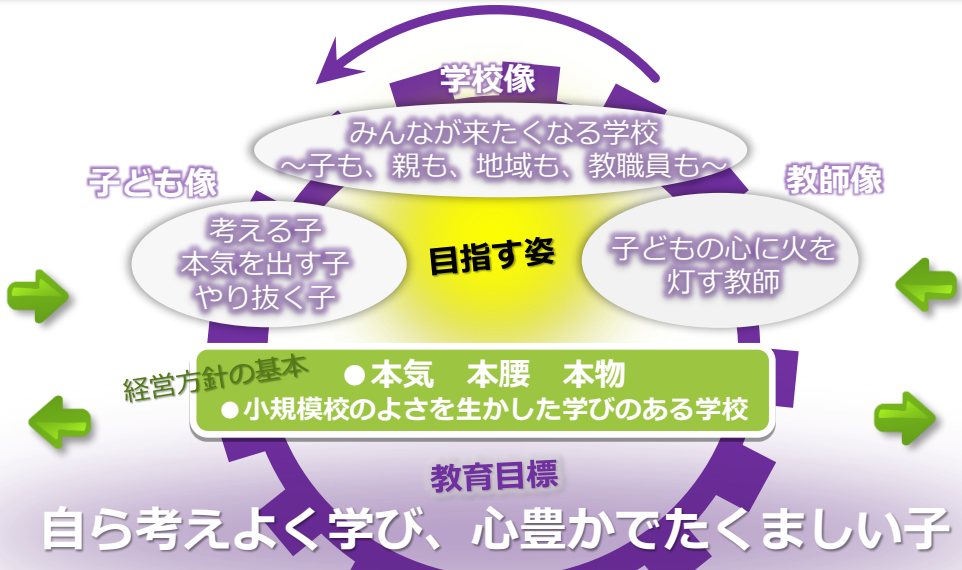 学校像
みんなが来たくなる学校
～子も、親も、地域も、教職員も～
子ども像
考える子
本気を出す子
やり抜く子
目指す姿
教師像
子どもの心に火を
灯す教師
経営方針の基本
●本気　本腰　本物
●小規模校のよさを生かした学びのある学校
教育目標
自ら考えよく学び、心豊かでたくましい子